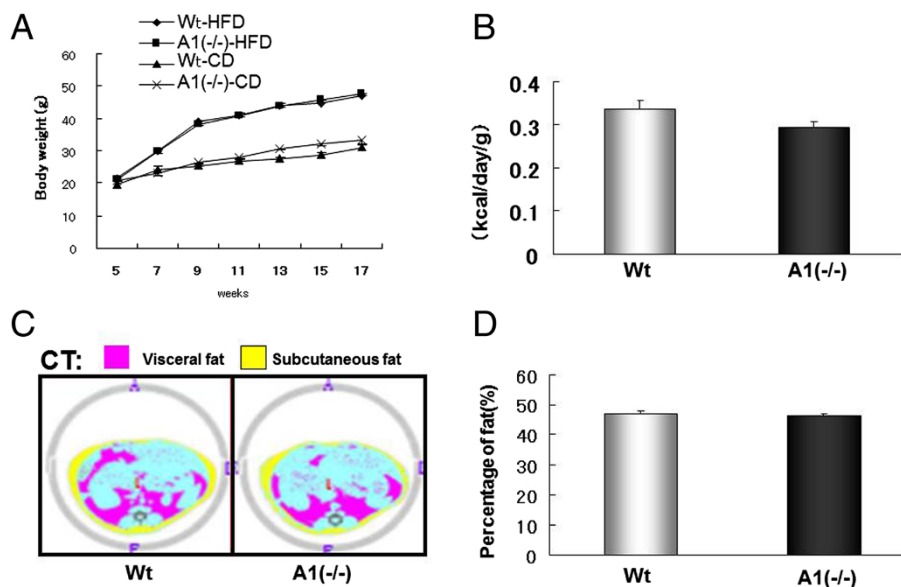 A
Wt-HFD
A1(-/-)-HFD
Wt-CD
A1(-/-)-CD
Body weight (g)
60
50
40
30
20
10
0
5 7 9 11 13 15 17
weeks
B
(kcal/day/g)
0.4
0.3
0.2
0.1
0
Wt A1(-/-)
C
CT: Visceral fat Subcutaneous fat
A A
Wt A1(-/-)
D
Percentage of fat(%)
60
50
40
30
20
10
0
Wt A1(-/-)